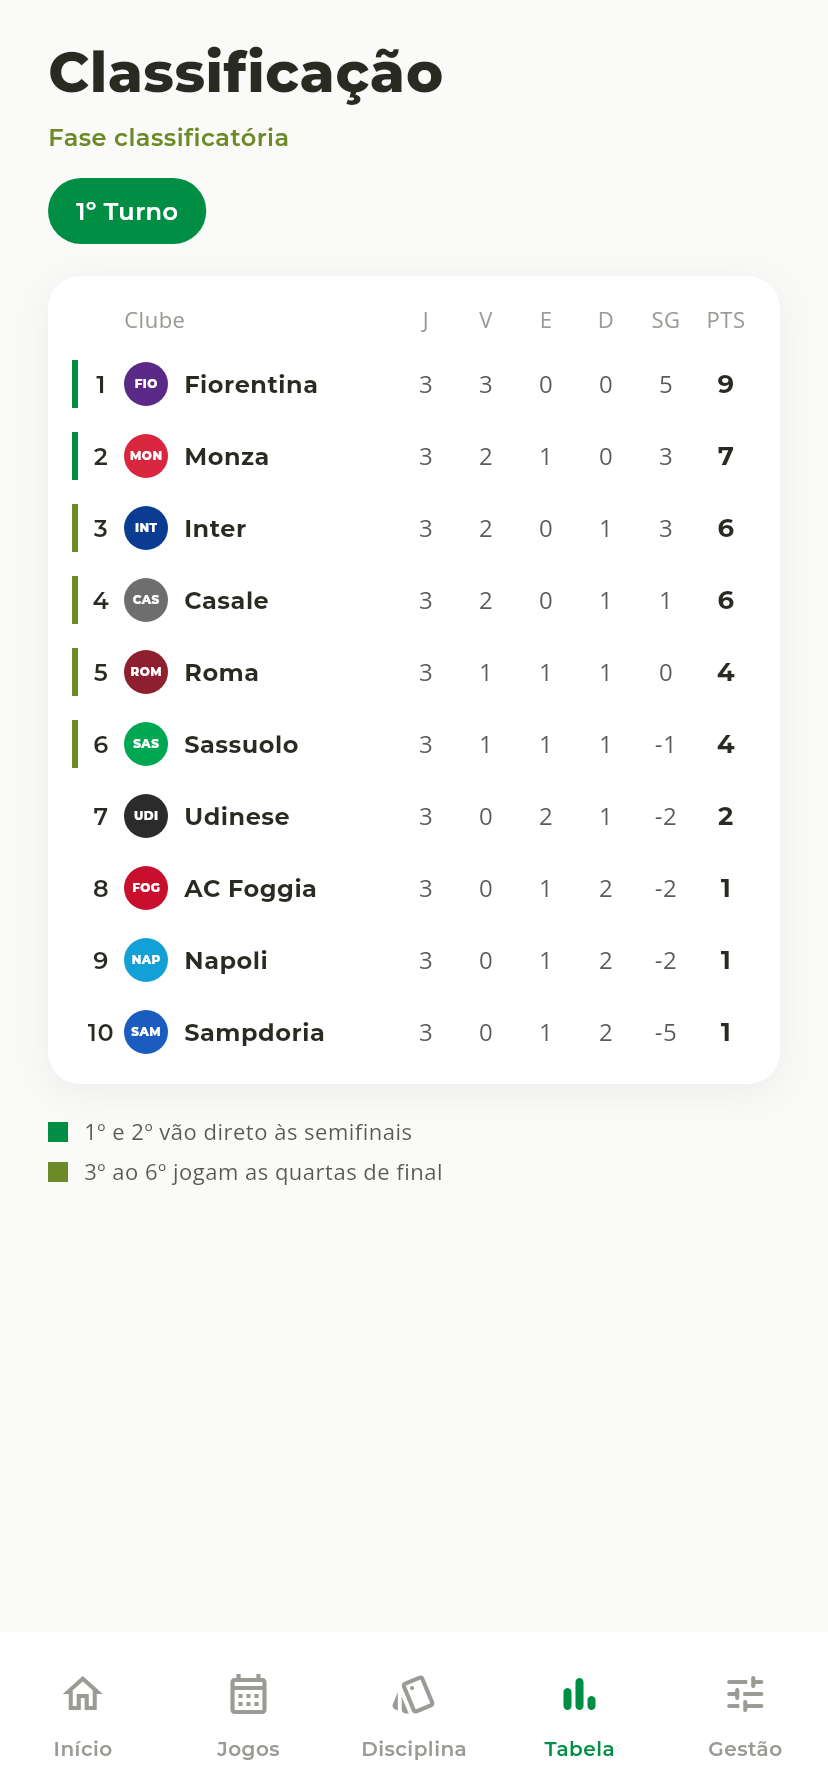 Classificação
Fase classificatória
1º Turno
Clube J V E D SG PTS
1 FIO Fiorentina 3 3 0 0 5 9
2 MON Monza 3 2 1 0 3 7
3 INT Inter 3 2 0 1 3 6
4 CAS Casale 3 2 0 1 1 6
5 ROM Roma 3 1 1 1 0 4
6 SAS Sassuolo 3 1 1 1 -1 4
7 UDI Udinese 3 0 2 1 -2 2
8 FOG AC Foggia 3 0 1 2 -2 1
9 NAP Napoli 3 0 1 2 -2 1
10 SAM Sampdoria 3 0 1 2 -5 1
1º e 2º vão direto às semifinais
3º ao 6º jogam as quartas de final
Início Jogos Disciplina Tabela Gestão